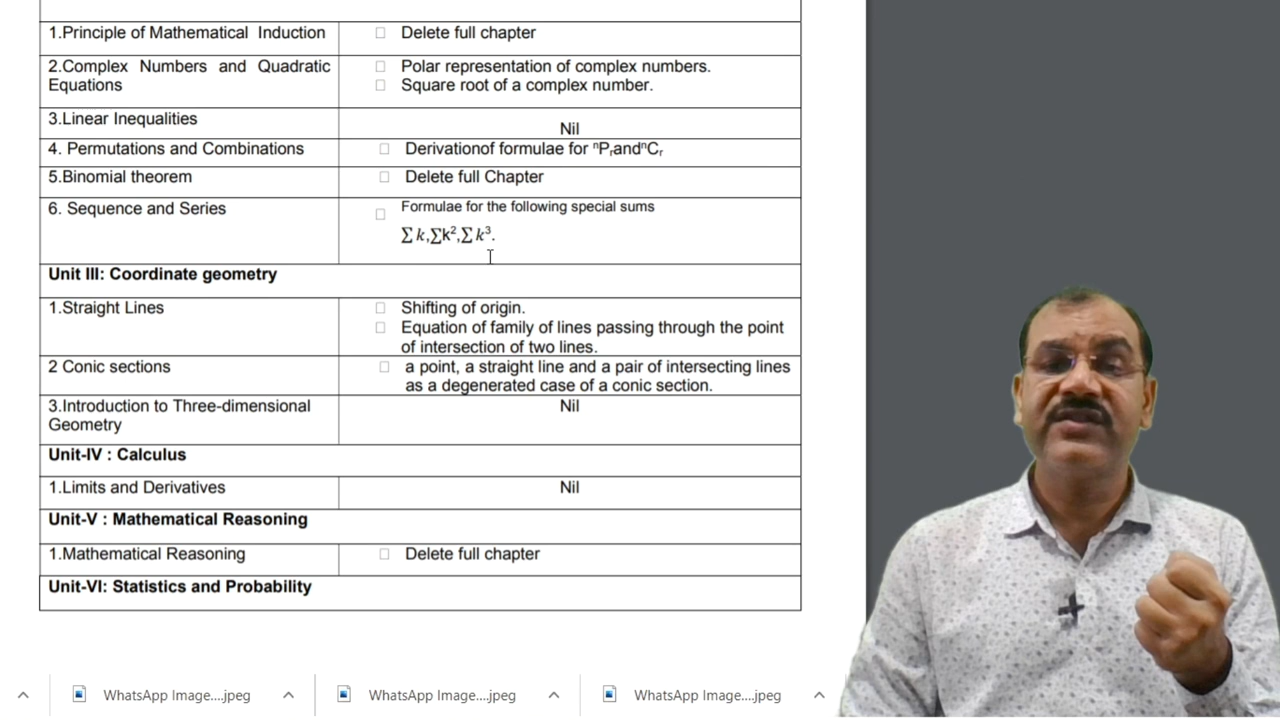 1.Principle of Mathematical Induction
Delete full chapter
2.Complex Numbers and Quadratic
Equations
Polar representation of complex numbers.
Square root of a complex number.
3.Linear Inequalities
Nil
4. Permutations and Combinations
Derivationof formulae for ⁿPᵣandⁿCᵣ
5.Binomial theorem
Delete full Chapter
6. Sequence and Series
Formulae for the following special sums
∑ k,∑K²,∑ k³.
Unit III: Coordinate geometry
1.Straight Lines
Shifting of origin.
Equation of family of lines passing through the point
of intersection of two lines.
2 Conic sections
a point, a straight line and a pair of intersecting lines
as a degenerated case of a conic section.
3.Introduction to Three-dimensional
Geometry
Nil
Unit-IV : Calculus
1.Limits and Derivatives
Nil
Unit-V : Mathematical Reasoning
1.Mathematical Reasoning
Delete full chapter
Unit-VI: Statistics and Probability
WhatsApp Image....jpeg
WhatsApp Image....jpeg
WhatsApp Image....jpeg